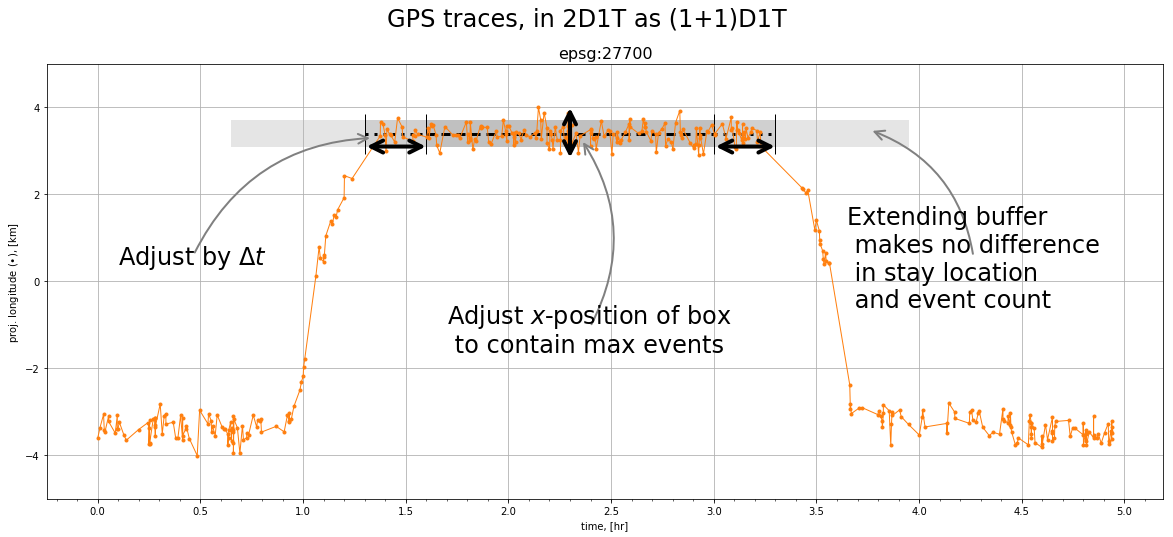 GPS traces, in 2D1T as (1+1)D1T
epsg:27700
proj. longitude (•), [km]
4
2
0
−2
−4
Adjust by Δt
Adjust x-position of box
to contain max events
Extending buffer
makes no difference
in stay location
and event count
0.0 0.5 1.0 1.5 2.0 2.5 3.0 3.5 4.0 4.5 5.0
time, [hr]